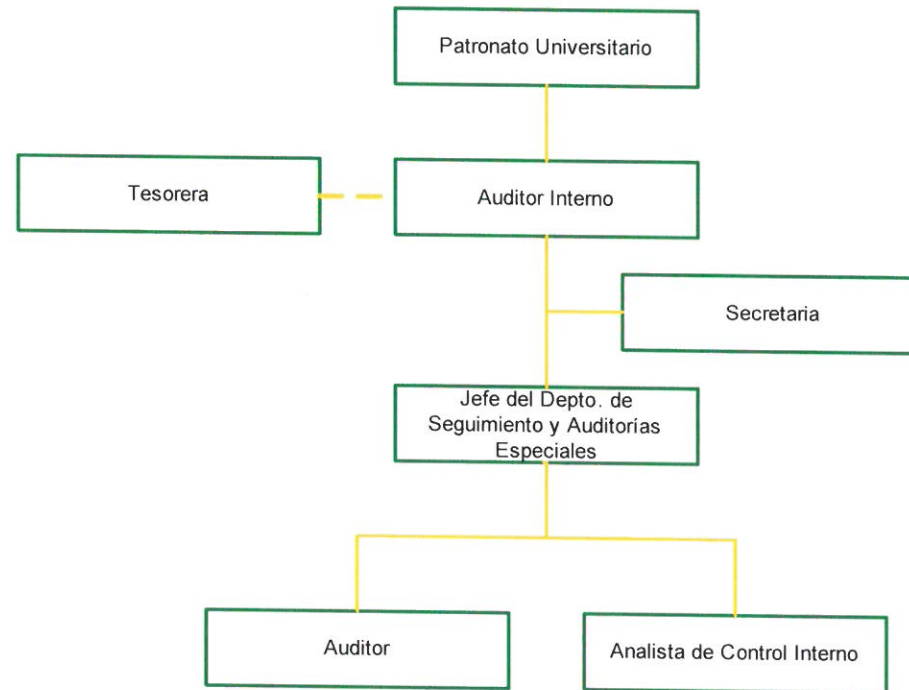 Patronato Universitario
Tesorera
Auditor Interno
Secretaria
Jefe del Depto. de
Seguimiento y Auditorías
Especiales
Auditor
Analista de Control Interno